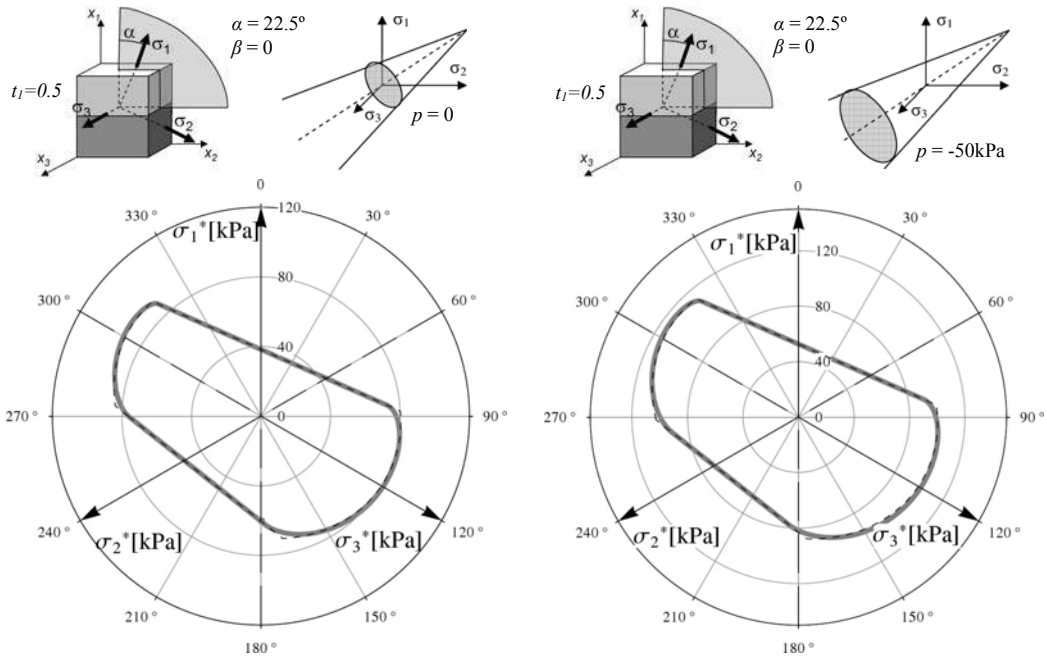 x₁
α = 22.5º
β = 0
α
σ₁
t₁=0.5
σ₃
σ₂
x₂
x₃
σ₁
σ₂
σ₃
p = 0
x₁
α = 22.5º
β = 0
α
σ₁
t₁=0.5
σ₃
σ₂
x₂
x₃
σ₁
σ₂
σ₃
p = -50kPa
0
330 °
30 °
120
σ₁*[kPa]
300 °
80
60 °
40
270 °
0
90 °
240 °
σ₂*[kPa]
σ₃*[kPa]
120 °
210 °
150 °
180 °
0
330 °
30 °
σ₁*[kPa]
120
300 °
80
60 °
40
270 °
0
90 °
240 °
σ₂*[kPa]
σ₃*[kPa]
120 °
210 °
150 °
180 °